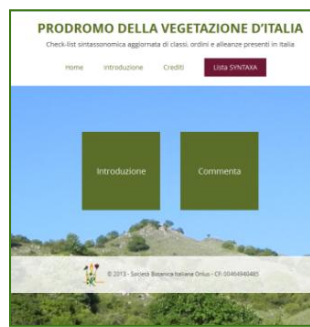 PRODROMO DELLA VEGETAZIONE D'ITALIA
Check-list sintassonomica aggiornata di classi, ordini e alleanze presenti in Italia
Home Introduzione Crediti Lista SYNTAXA
Introduzione Commenta
© 2013 - Società Botanica Italiana Onlus - CF: